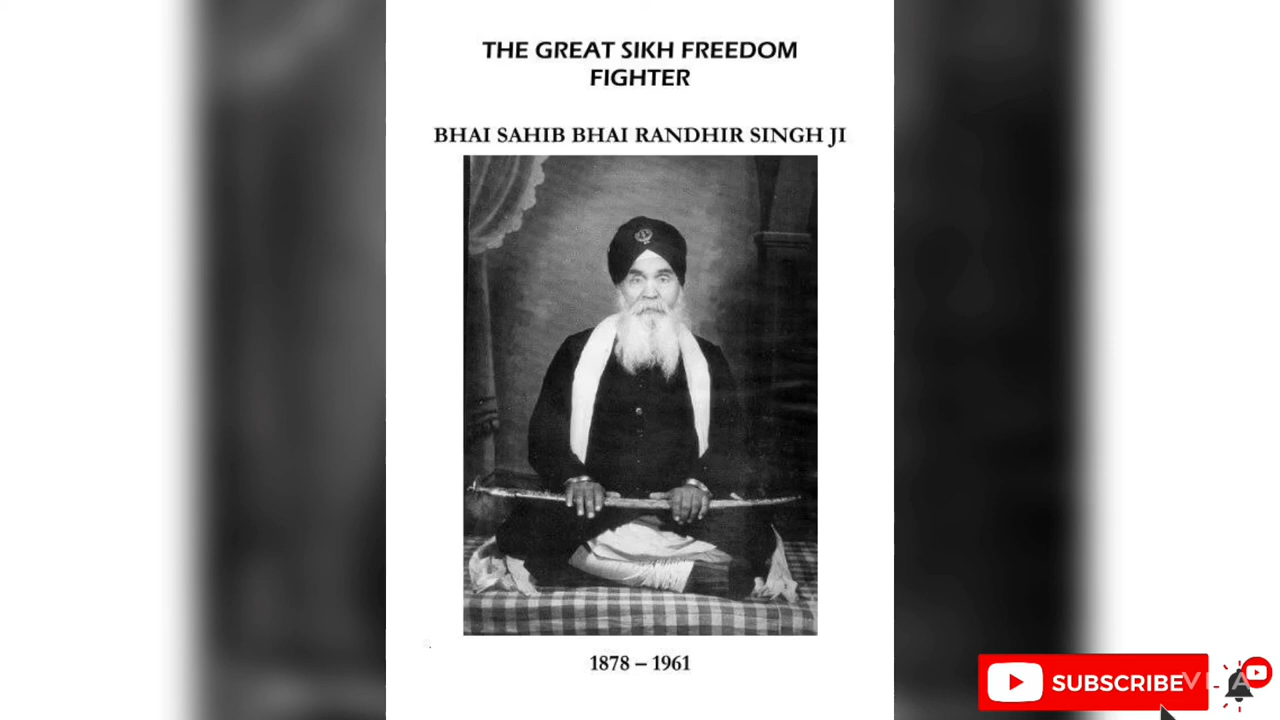 THE GREAT SIKH FREEDOM
FIGHTER
BHAI SAHIB BHAI RANDHIR SINGH JI
1878 – 1961
SUBSCRIBE